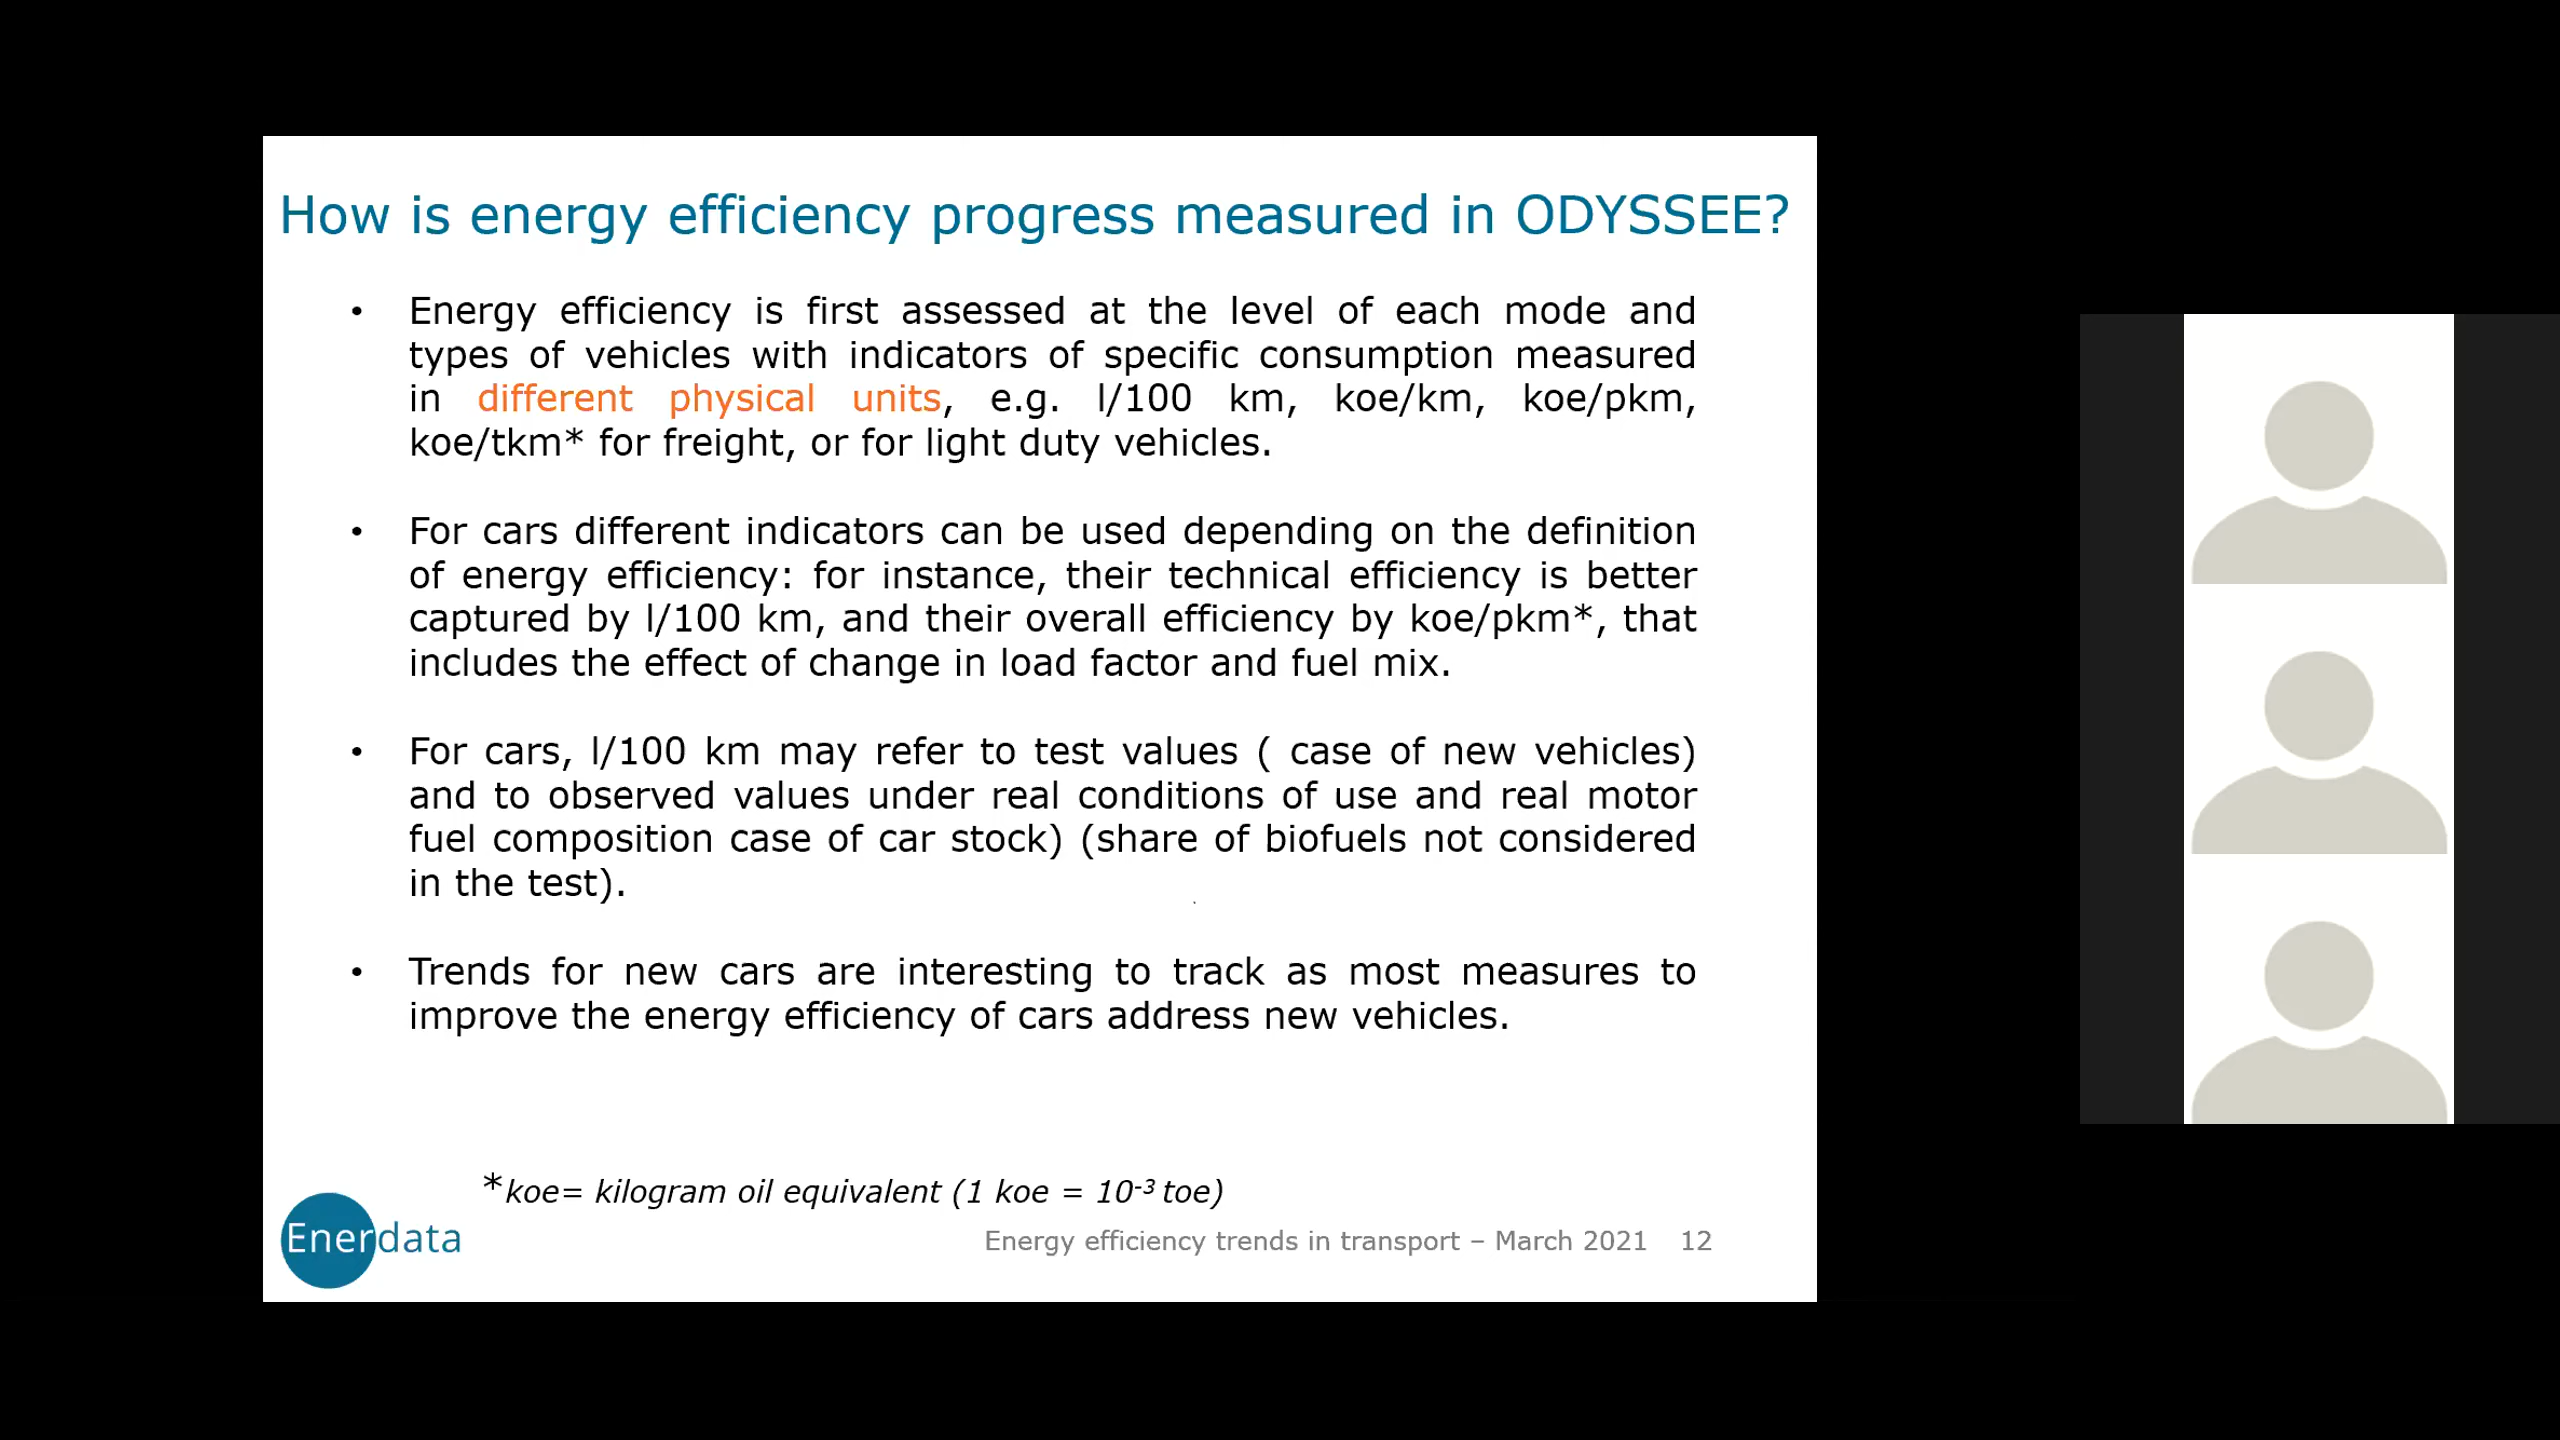 How is energy efficiency progress measured in ODYSSEE?
• Energy efficiency is first assessed at the level of each mode and
types of vehicles with indicators of specific consumption measured
in different physical units, e.g. l/100 km, koe/km, koe/pkm,
koe/tkm* for freight, or for light duty vehicles.
• For cars different indicators can be used depending on the definition
of energy efficiency: for instance, their technical efficiency is better
captured by l/100 km, and their overall efficiency by koe/pkm*, that
includes the effect of change in load factor and fuel mix.
• For cars, l/100 km may refer to test values ( case of new vehicles)
and to observed values under real conditions of use and real motor
fuel composition case of car stock) (share of biofuels not considered
in the test).
• Trends for new cars are interesting to track as most measures to
improve the energy efficiency of cars address new vehicles.
*koe= kilogram oil equivalent (1 koe = 10⁻³ toe)
Enerdata
Energy efficiency trends in transport – March 2021 12